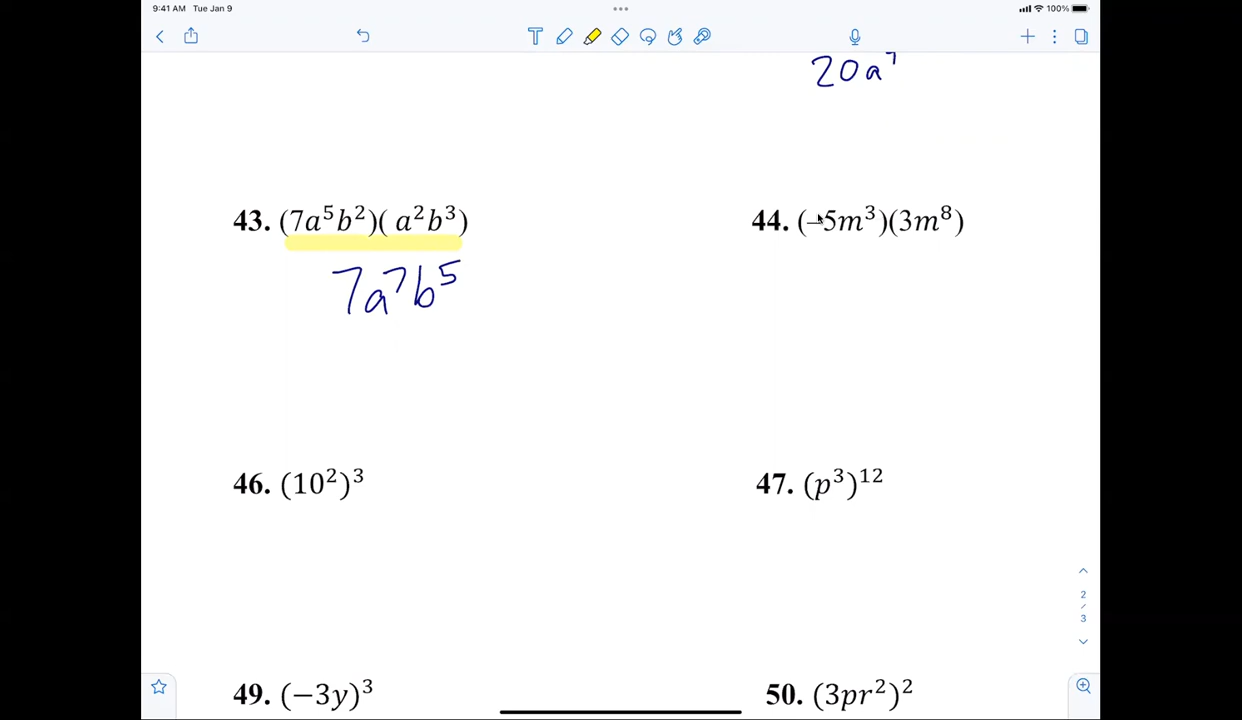 9:41 AM Tue Jan 9
100%
T
20a⁷
43. (7a⁵b²)( a²b³)
7a⁷b⁵
44. (−5m³)(3m⁸)
46. (10²)³
47. (p³)¹²
2
/
3
49. (−3y)³
50. (3pr²)²